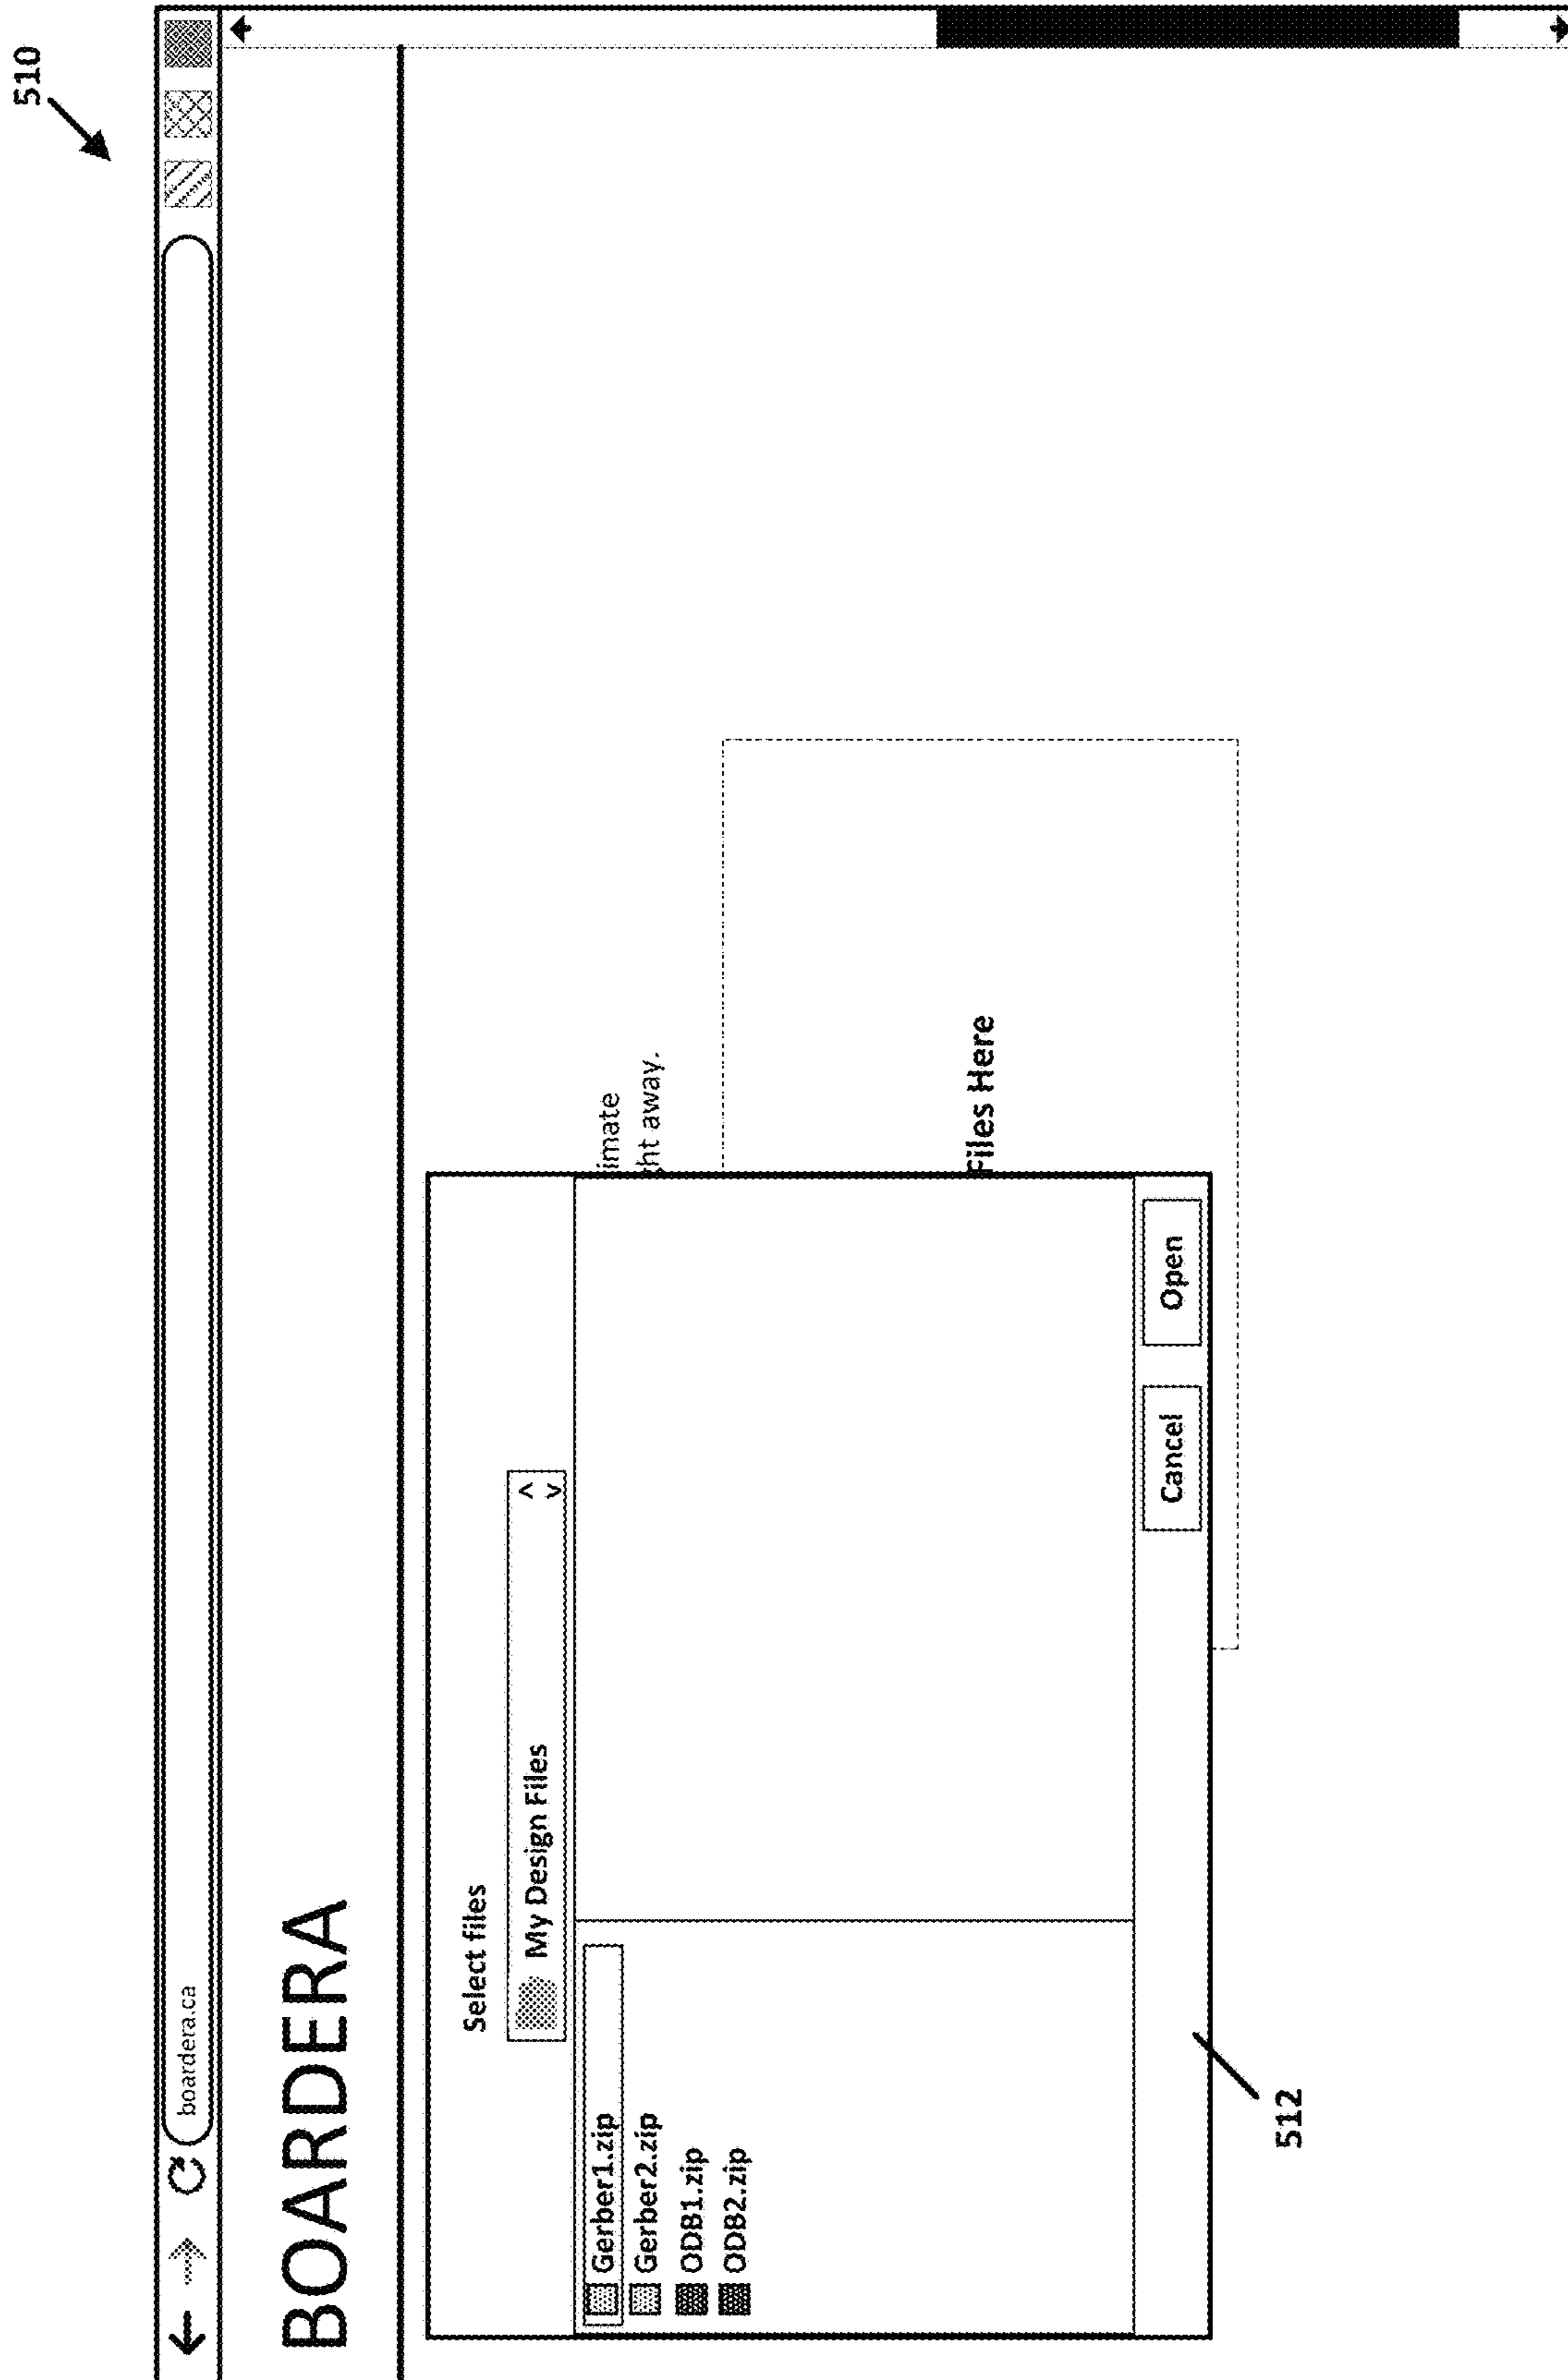 510
boardera.ca
BOARDERA
Select files
My Design Files
Gerber1.zip
Gerber2.zip
ODB1.zip
ODB2.zip
imate
ht away.
Files Here
Cancel
Open
512